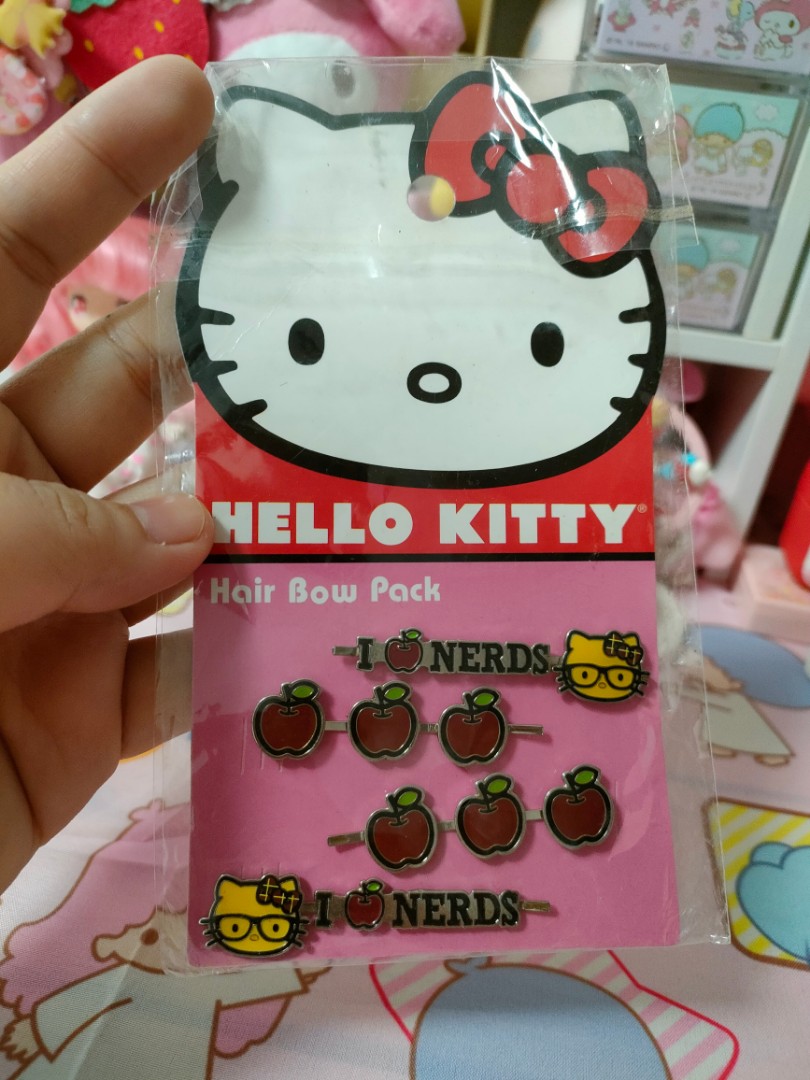 HELLO KITTY®
Hair Bow Pack
I NERDS
I NERDS